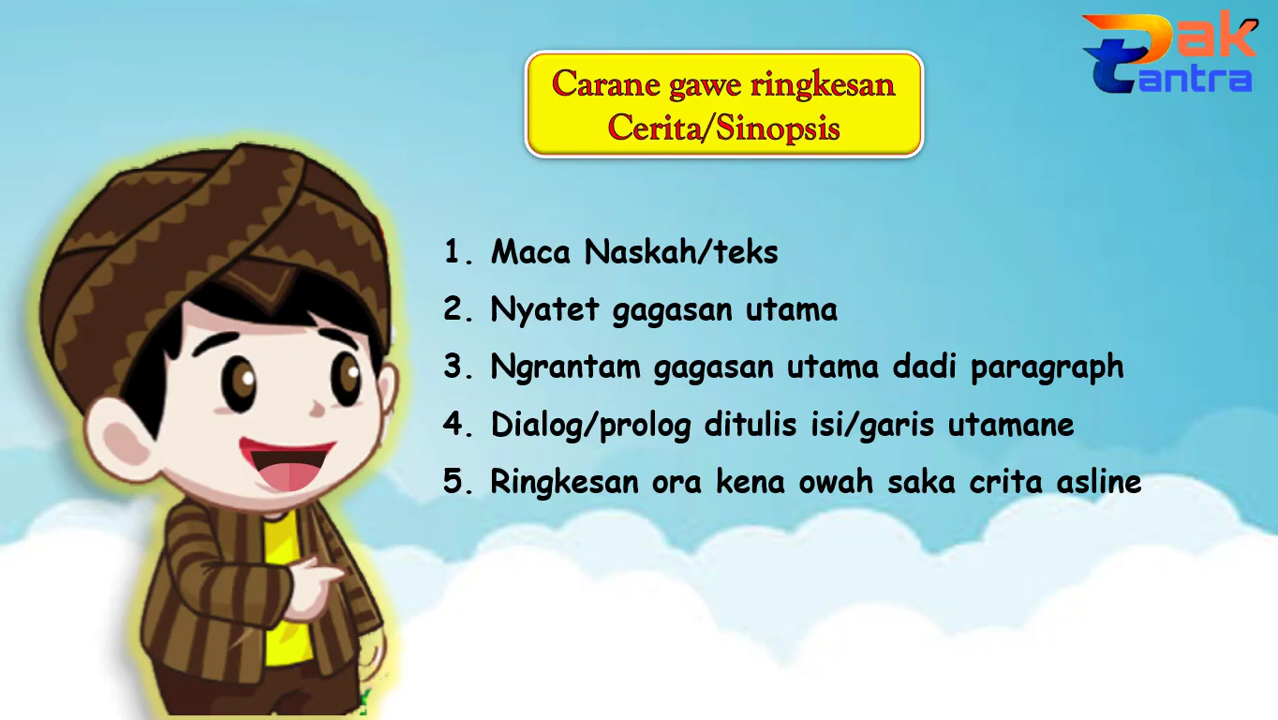 Pak
Tantra
Carane gawe ringkesan
Cerita/Sinopsis
1. Maca Naskah/teks
2. Nyatet gagasan utama
3. Ngrantam gagasan utama dadi paragraph
4. Dialog/prolog ditulis isi/garis utamane
5. Ringkesan ora kena owah saka crita asline